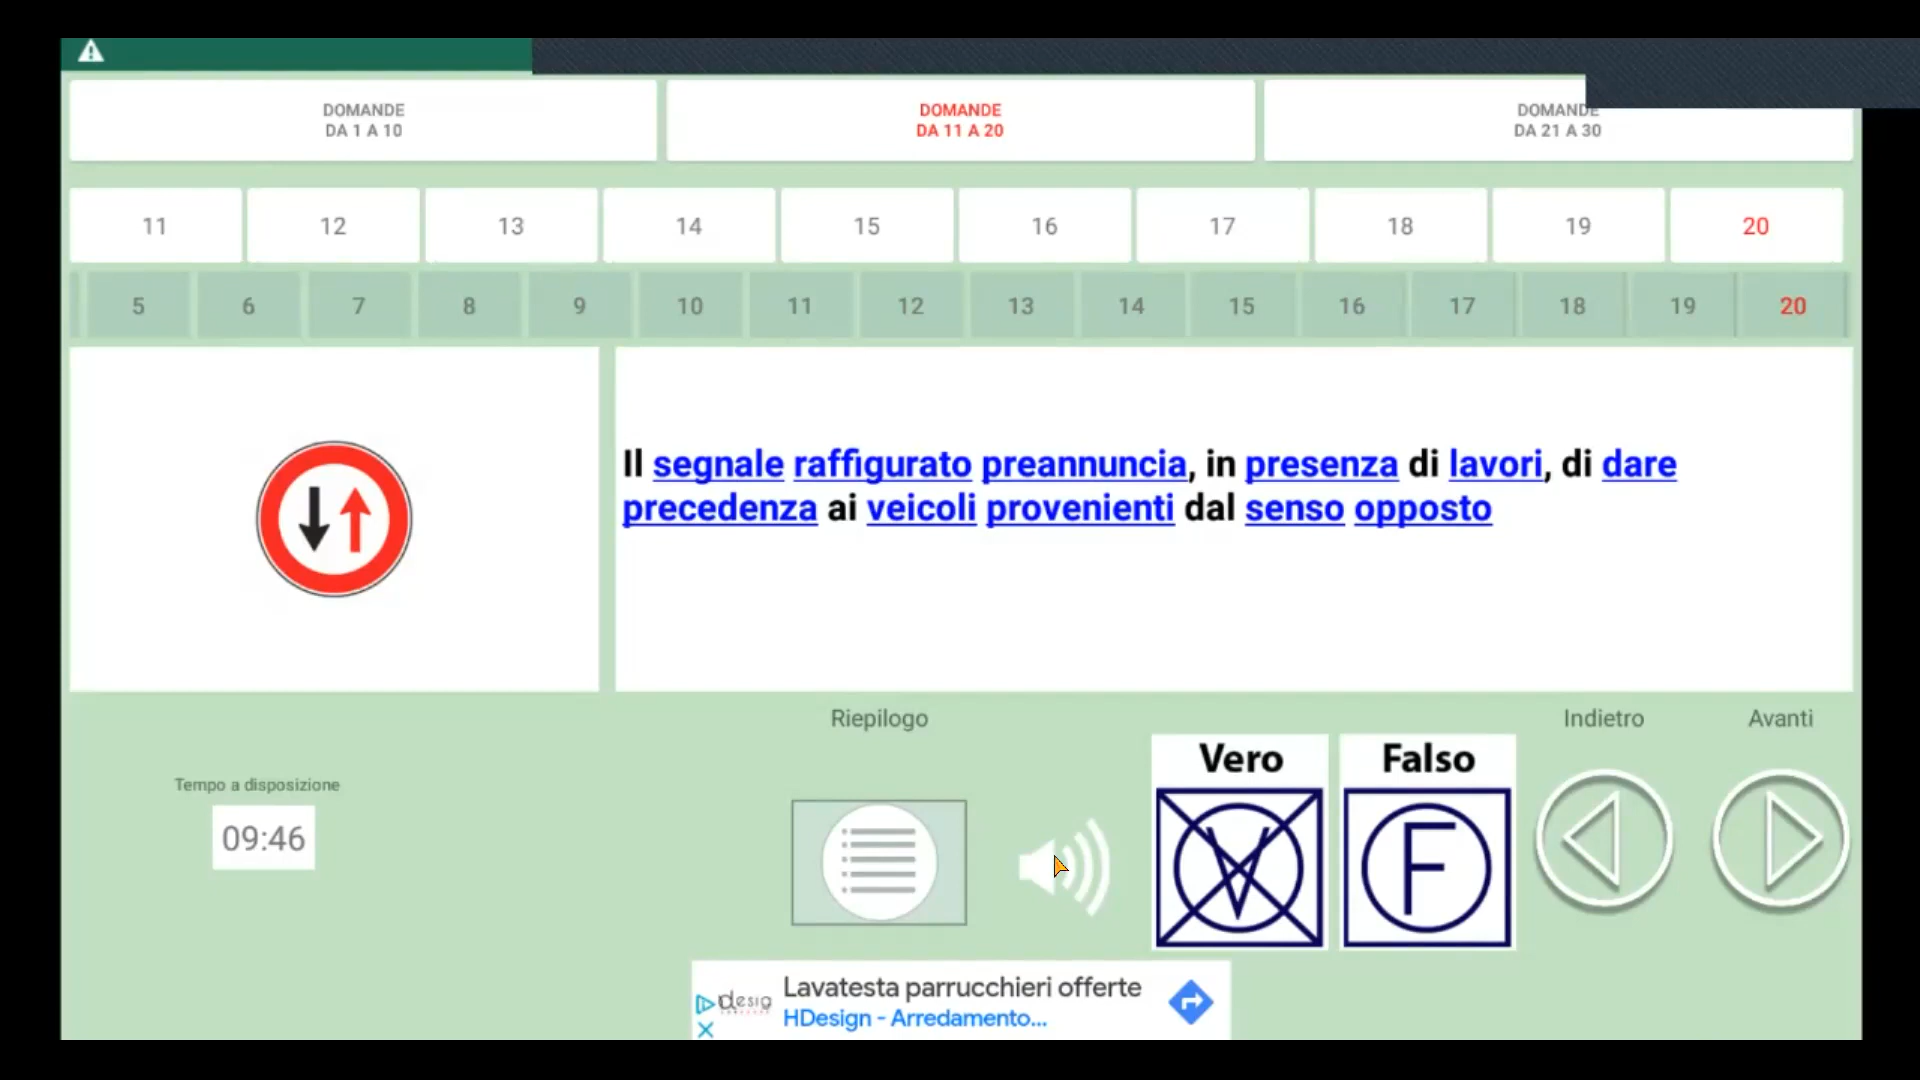 DOMANDE
DA 1 A 10
DOMANDE
DA 11 A 20
DOMANDE
DA 21 A 30
11 12 13 14 15 16 17 18 19 20
5 6 7 8 9 10 11 12 13 14 15 16 17 18 19 20
Il segnale raffigurato preannuncia, in presenza di lavori, di dare
precedenza ai veicoli provenienti dal senso opposto
Riepilogo
Indietro
Avanti
Tempo a disposizione
09:46
Vero
Falso
V
F
Lavatesta parrucchieri offerte
HDesign - Arredamento...